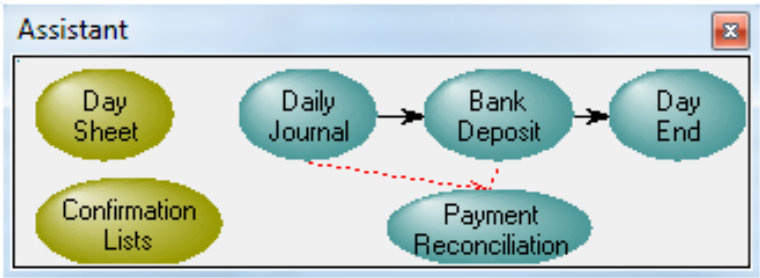 Assistant
Day
Sheet
Daily
Journal
Bank
Deposit
Day
End
Confirmation
Lists
Payment
Reconciliation